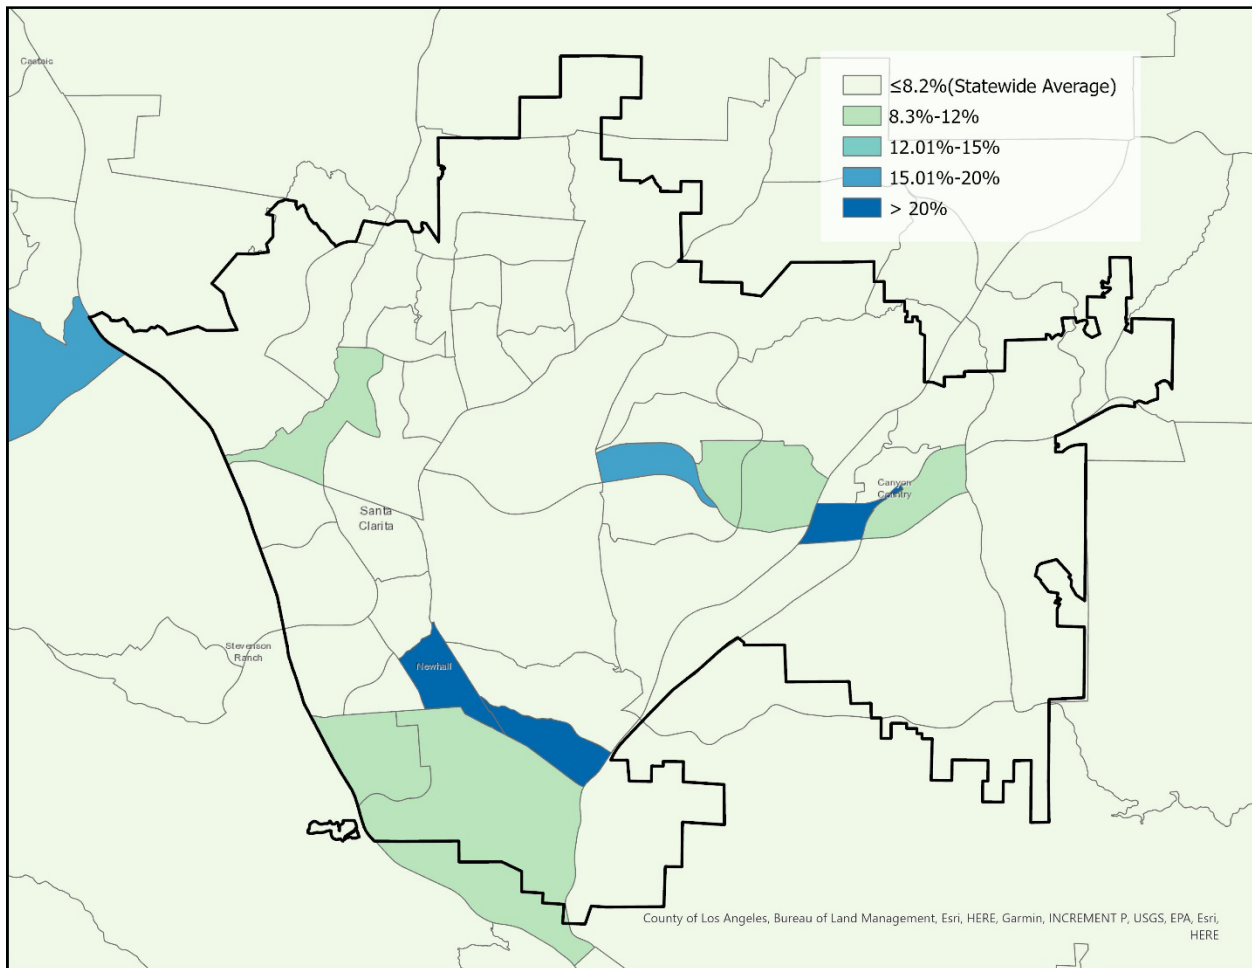 Castaic
≤8.2%(Statewide Average)
8.3%-12%
12.01%-15%
15.01%-20%
> 20%
Canyon
Country
Santa
Clarita
Stevenson
Ranch
Newhall
County of Los Angeles, Bureau of Land Management, Esri, HERE, Garmin, INCREMENT P, USGS, EPA, Esri,
HERE